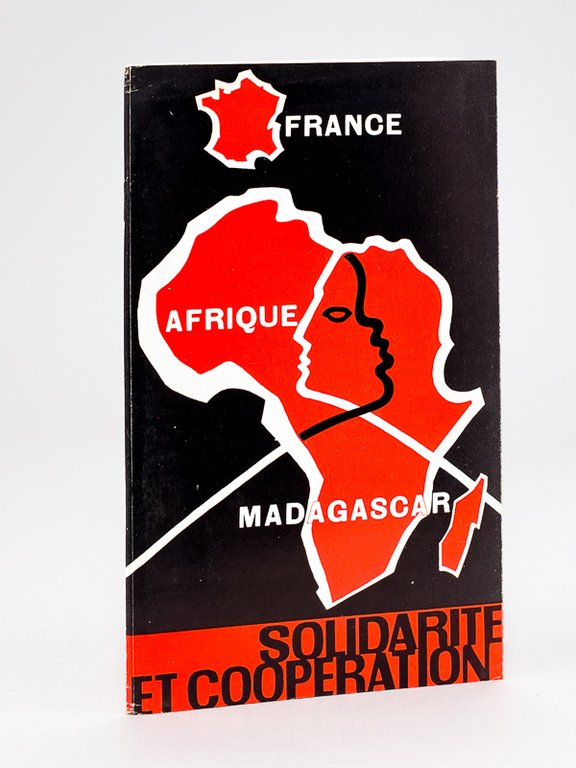 FRANCE
AFRIQUE
MADAGASCAR
SOLIDARITE
ET COOPERATION